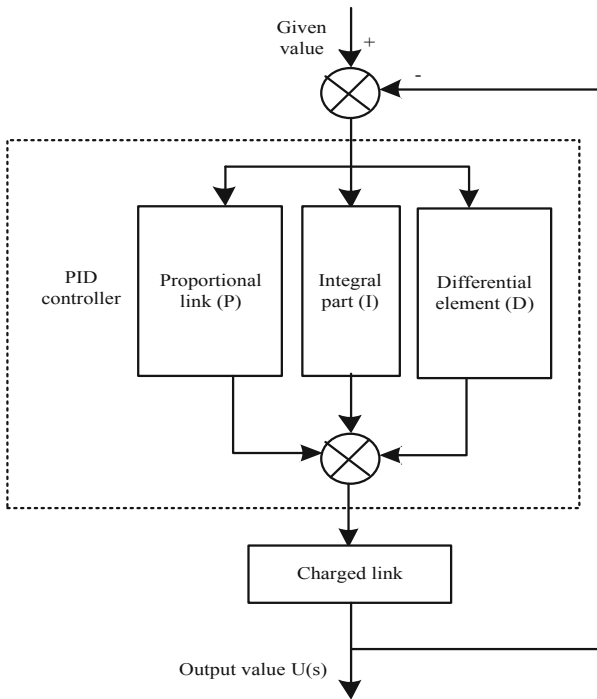 Given
value
+
-
PID
controller
Proportional
link (P)
Integral
part (I)
Differential
element (D)
Charged link
Output value U(s)